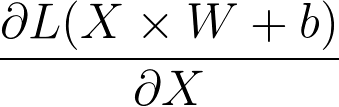 ∂L(X × W + b)
∂X